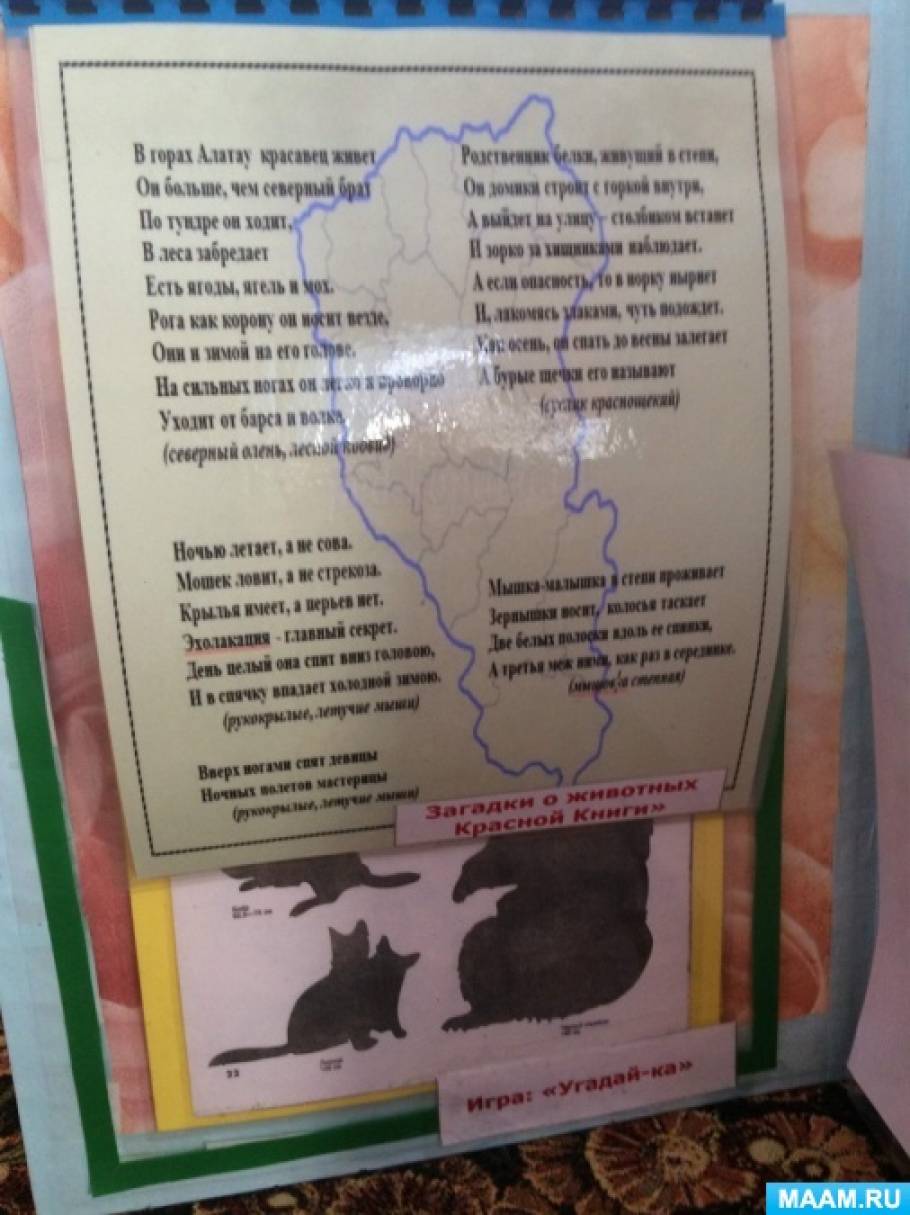 В горах Алатау красавец живет
Он больше, чем северный брат
По тундре он ходит,
В леса забредает
Есть ягоды, ягель и мох.
Рога как корону он носит везде,
Они и зимой на его голове.
На сильных ногах он легко и проворно
Уходит от барса и волка.
(северный олень, лесной подвид)
Родственник белки, живущий в степи,
Он домики строит с горкой внутри,
А выйдет на улицу - столбиком встанет
И зорко за хищниками наблюдает.
А если опасность, то в норку нырнет
И, лакомясь злаками, чуть подождет.
Как осень, он спать до весны залегает
А бурые щечки его называют
(суслик краснощекий)
Ночью летает, а не сова.
Мошек ловит, а не стрекоза.
Крылья имеет, а перьев нет.
Эхолакация - главный секрет.
День целый она спит вниз головою,
И в спячку впадает холодной зимою.
(рукокрылые, летучие мыши)
Вверх ногами спят девицы
Ночных полетов мастерицы
(рукокрылые, летучие мыши)
Мышка-малышка в степи проживает
Зернышки носит, колосья таскает
Две белых полоски вдоль ее спинки,
А третья меж ними, как раз в серединке.
(мышовка степная)
Загадки о животных
Красной Книги»
22
Игра: «Угадай-ка»
MAAM.RU